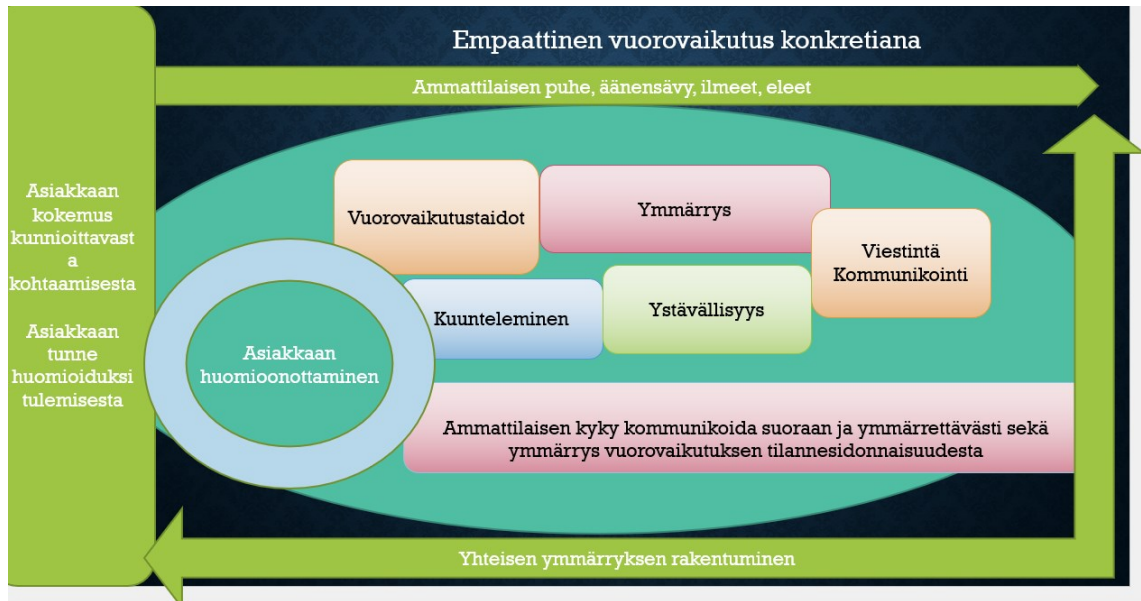 Empaattinen vuorovaikutus konkretiana
Ammattilaisen puhe, äänensävy, ilmeet, eleet
Asiakkaan
kokemus
kunnioittavast
a
kohtaamisesta
Asiakkaan
tunne
huomioiduksi
tulemisesta
Vuorovaikutustaidot
Ymmärrys
Viestintä
Kommunikointi
Kuunteleminen
Ystävällisyys
Asiakkaan
huomioonottaminen
Ammattilaisen kyky kommunikoida suoraan ja ymmärrettävästi sekä
ymmärrys vuorovaikutuksen tilannesidonnaisuudesta
Yhteisen ymmärryksen rakentuminen